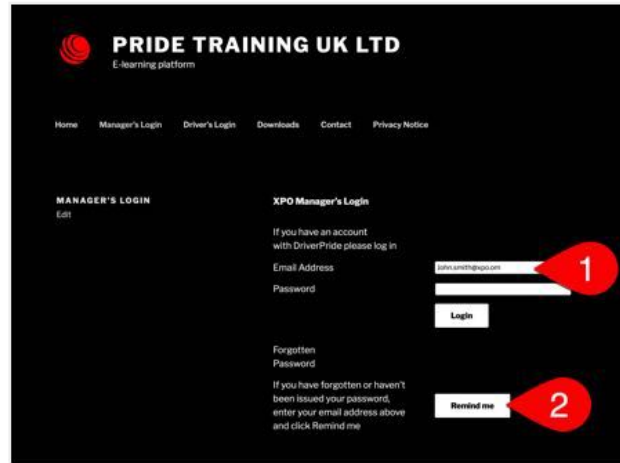 PRIDE TRAINING UK LTD
E-learning platform
Home Manager's Login Driver's Login Downloads Contact Privacy Notice
MANAGER'S LOGIN
Edit
XPO Manager's Login
If you have an account
with DriverPride please log in
Email Address
john.smith@xpo.om
1
Password
Login
Forgotten
Password
If you have forgotten or haven't
been issued your password,
enter your email address above
and click Remind me
Remind me
2